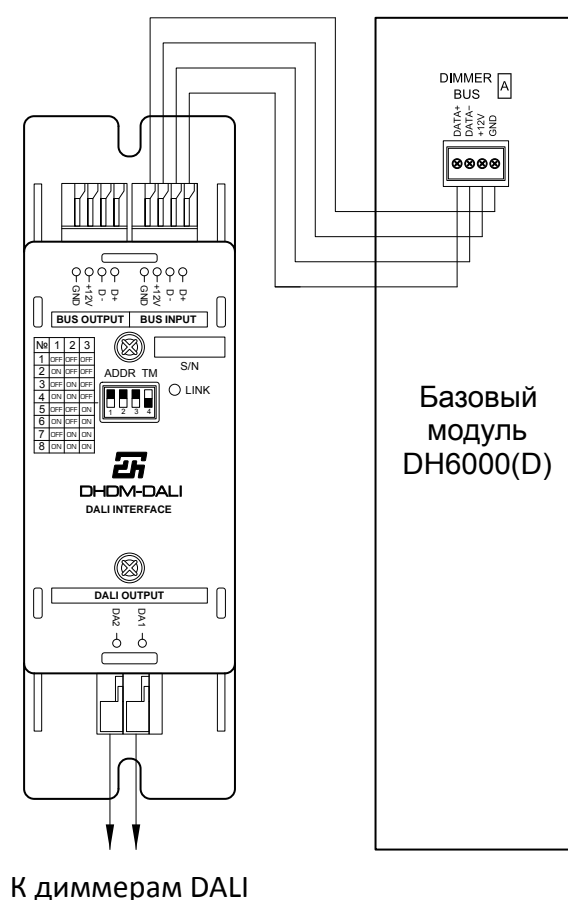 DIMMER
BUS
A
DATA+
DATA−
+12V
GND
GND
+12V
D -
D+
GND
+12V
D -
D+
BUS OUTPUT
BUS INPUT
№ 1 2 3
1 OFF OFF OFF
2 ON OFF OFF
3 OFF ON OFF
4 ON ON OFF
5 OFF OFF ON
6 ON OFF ON
7 OFF ON ON
8 ON ON ON
S/N
ADDR TM
LINK
1 2 3 4
DHDM-DALI
DALI INTERFACE
DALI OUTPUT
DA2
DA1
Базовый
модуль
DH6000(D)
К диммерам DALI